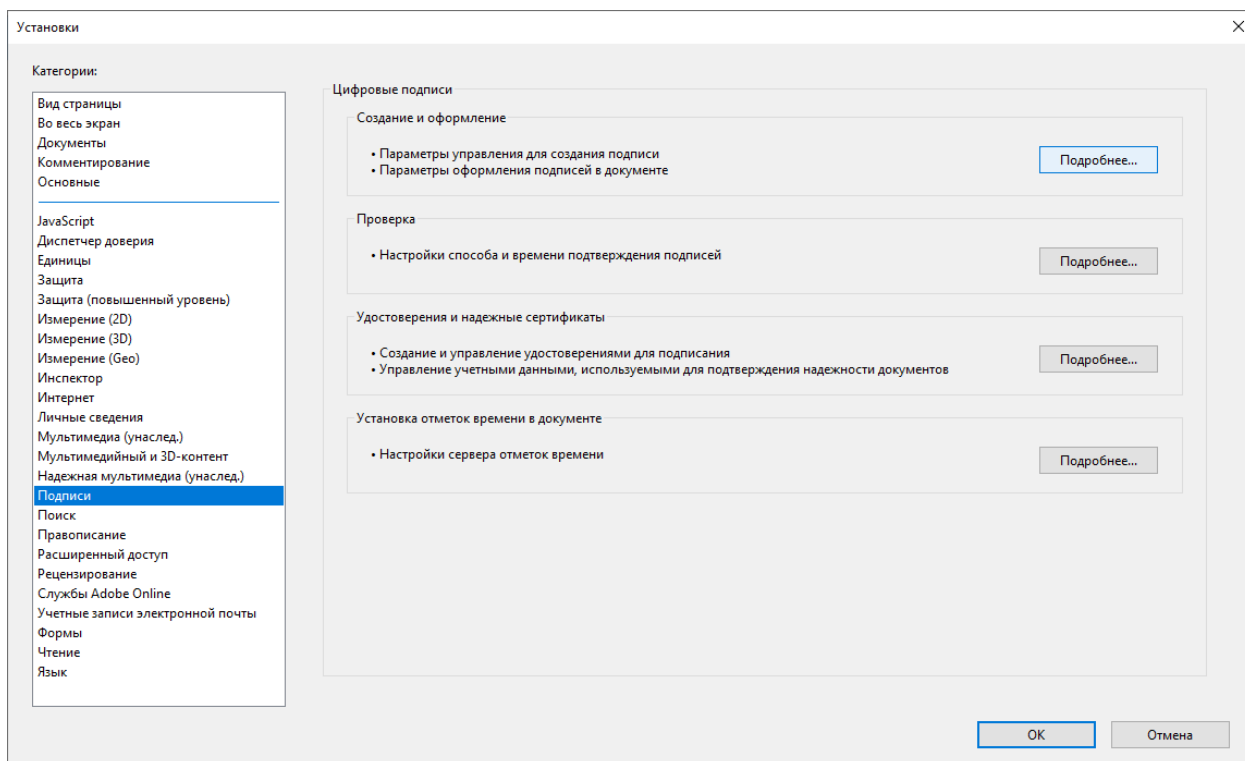 Установки
Категории:
Вид страницы
Во весь экран
Документы
Комментирование
Основные
JavaScript
Диспетчер доверия
Единицы
Защита
Защита (повышенный уровень)
Измерение (2D)
Измерение (3D)
Измерение (Geo)
Инспектор
Интернет
Личные сведения
Мультимедиа (унаслед.)
Мультимедийный и 3D-контент
Надежная мультимедиа (унаслед.)
Подписи
Поиск
Правописание
Расширенный доступ
Рецензирование
Службы Adobe Online
Учетные записи электронной почты
Формы
Чтение
Язык
Цифровые подписи
Создание и оформление
• Параметры управления для создания подписи
• Параметры оформления подписей в документе
Подробнее...
Проверка
• Настройки способа и времени подтверждения подписей
Подробнее...
Удостоверения и надежные сертификаты
• Создание и управление удостоверениями для подписания
• Управление учетными данными, используемыми для подтверждения надежности документов
Подробнее...
Установка отметок времени в документе
• Настройки сервера отметок времени
Подробнее...
ОК
Отмена